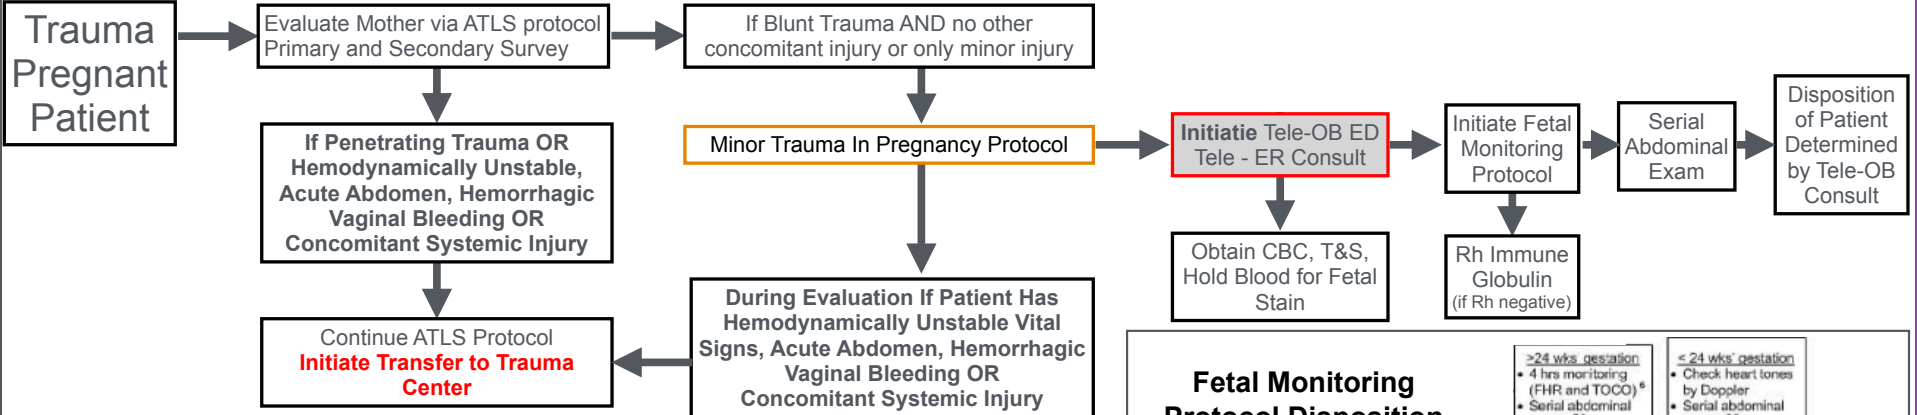 Trauma
Pregnant
Patient
Evaluate Mother via ATLS protocol
Primary and Secondary Survey
If Blunt Trauma AND no other
concomitant injury or only minor injury
If Penetrating Trauma OR
Hemodynamically Unstable,
Acute Abdomen, Hemorrhagic
Vaginal Bleeding OR
Concomitant Systemic Injury
Minor Trauma In Pregnancy Protocol
Initiatie Tele-OB ED
Tele - ER Consult
Initiate Fetal
Monitoring
Protocol
Serial
Abdominal
Exam
Disposition
of Patient
Determined
by Tele-OB
Consult
Obtain CBC, T&S,
Hold Blood for Fetal
Stain
Rh Immune
Globulin
(if Rh negative)
Continue ATLS Protocol
Initiate Transfer to Trauma
Center
During Evaluation If Patient Has
Hemodynamically Unstable Vital
Signs, Acute Abdomen, Hemorrhagic
Vaginal Bleeding OR
Concomitant Systemic Injury
Fetal Monitoring
Protocol Disposition
>24 wks' gestation
• 4 hrs monitoring
(FHR and TOCO) 6
• Serial abdominal
< 24 wks' gestation
• Check heart tones
by Doppler
• Serial abdominal